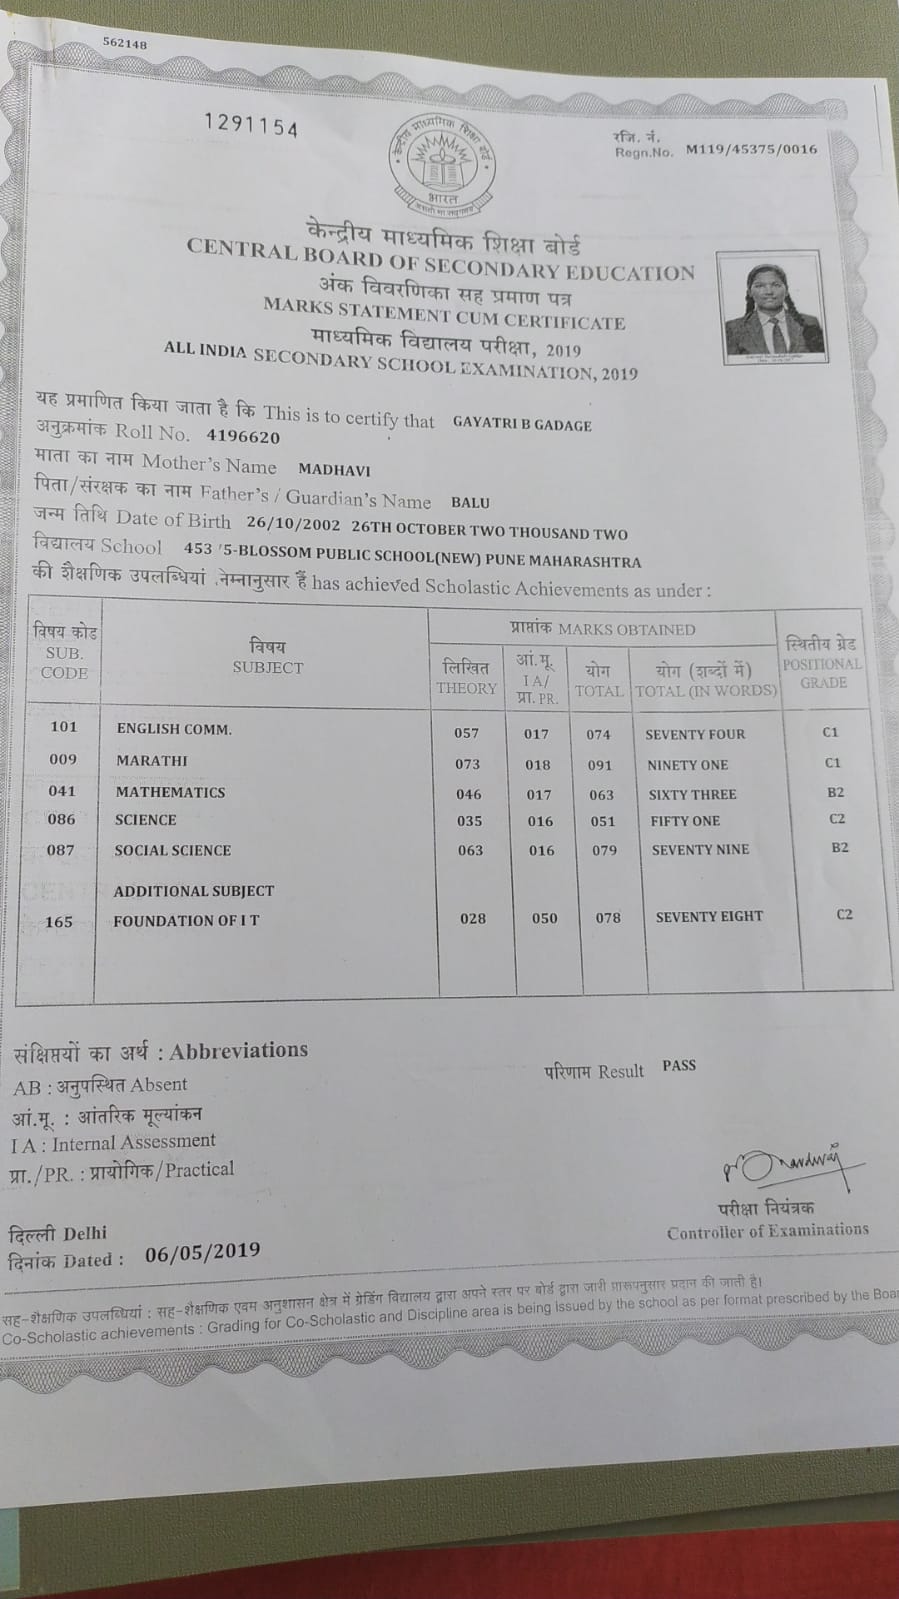 562148
1291154
केन्द्रीय माध्यमिक शिक्षा बोर्ड
भारत
असतो मा सद्गमय
रजि. नं.
Regn.No. M119/45375/0016
केन्द्रीय माध्यमिक शिक्षा बोर्ड
CENTRAL BOARD OF SECONDARY EDUCATION
अंक विवरणिका सह प्रमाण पत्र
MARKS STATEMENT CUM CERTIFICATE
माध्यमिक विद्यालय परीक्षा, 2019
ALL INDIA SECONDARY SCHOOL EXAMINATION, 2019
यह प्रमाणित किया जाता है कि This is to certify that GAYATRI B GADAGE
अनुक्रमांक Roll No. 4196620
माता का नाम Mother's Name MADHAVI
पिता/संरक्षक का नाम Father's / Guardian's Name BALU
जन्म तिथि Date of Birth 26/10/2002 26TH OCTOBER TWO THOUSAND TWO
विद्यालय School 453 5-BLOSSOM PUBLIC SCHOOL(NEW) PUNE MAHARASHTRA
की शैक्षणिक उपलब्धियां नेम्नानुसार हैं has achieved Scholastic Achievements as under :
विषय कोड SUB. CODE
विषय SUBJECT
प्राप्तांक MARKS OBTAINED
लिखित THEORY
आं.मू. I A/ प्रा. PR.
योग TOTAL
योग (शब्दों में) TOTAL (IN WORDS)
स्थितीय ग्रेड POSITIONAL GRADE
101 ENGLISH COMM. 057 017 074 SEVENTY FOUR C1
009 MARATHI 073 018 091 NINETY ONE C1
041 MATHEMATICS 046 017 063 SIXTY THREE B2
086 SCIENCE 035 016 051 FIFTY ONE C2
087 SOCIAL SCIENCE 063 016 079 SEVENTY NINE B2
ADDITIONAL SUBJECT
165 FOUNDATION OF I T 028 050 078 SEVENTY EIGHT C2
संक्षिप्तयों का अर्थ : Abbreviations
AB : अनुपस्थित Absent
आं.मू. : आंतरिक मूल्यांकन
I A : Internal Assessment
प्रा./PR. : प्रायोगिक/Practical
परिणाम Result PASS
परीक्षा नियंत्रक
Controller of Examinations
दिल्ली Delhi
दिनांक Dated : 06/05/2019
सह-शैक्षणिक उपलब्धियां : सह-शैक्षणिक एवम अनुशासन क्षेत्र में ग्रेडिंग विद्यालय द्वारा अपने स्तर पर बोर्ड द्वारा जारी प्रारूपनुसार प्रदान की जाती है।
Co-Scholastic achievements : Grading for Co-Scholastic and Discipline area is being issued by the school as per format prescribed by the Boar